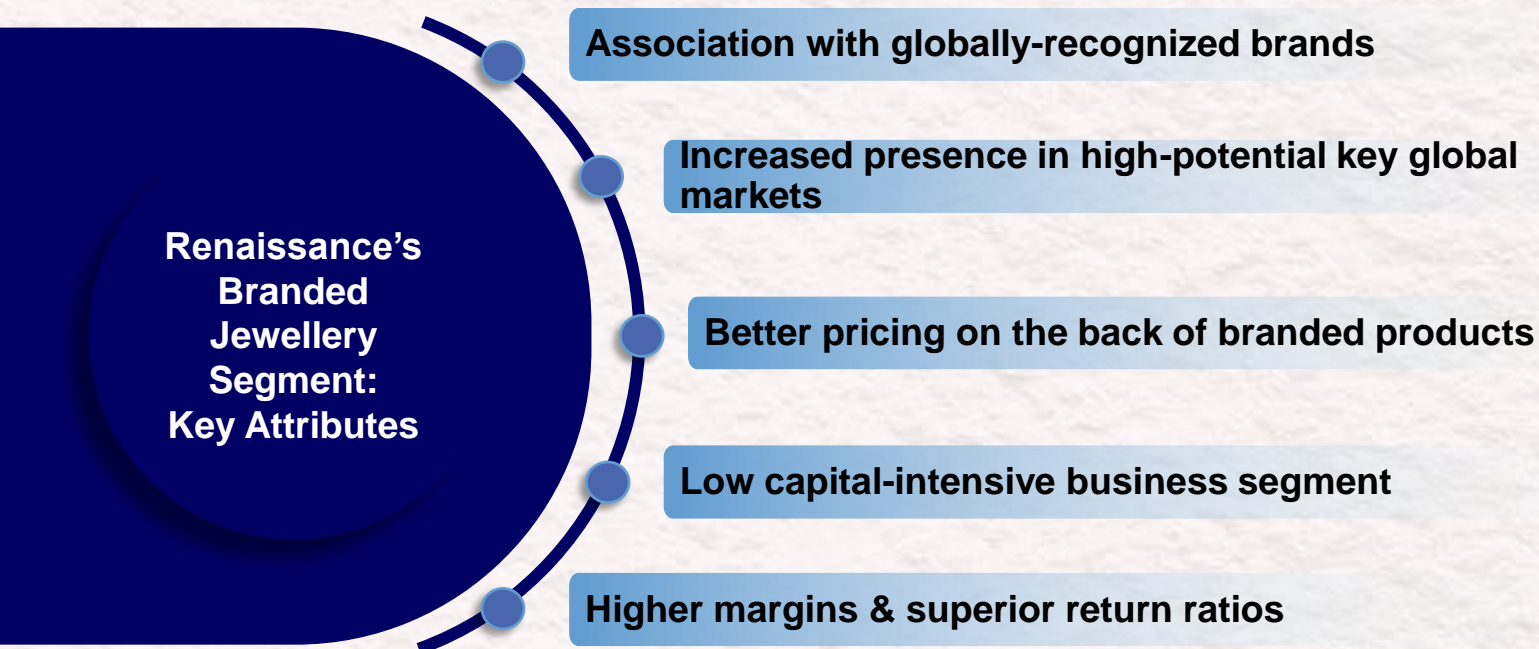 Renaissance’s
Branded
Jewellery
Segment:
Key Attributes
Association with globally-recognized brands
Increased presence in high-potential key global
markets
Better pricing on the back of branded products
Low capital-intensive business segment
Higher margins & superior return ratios